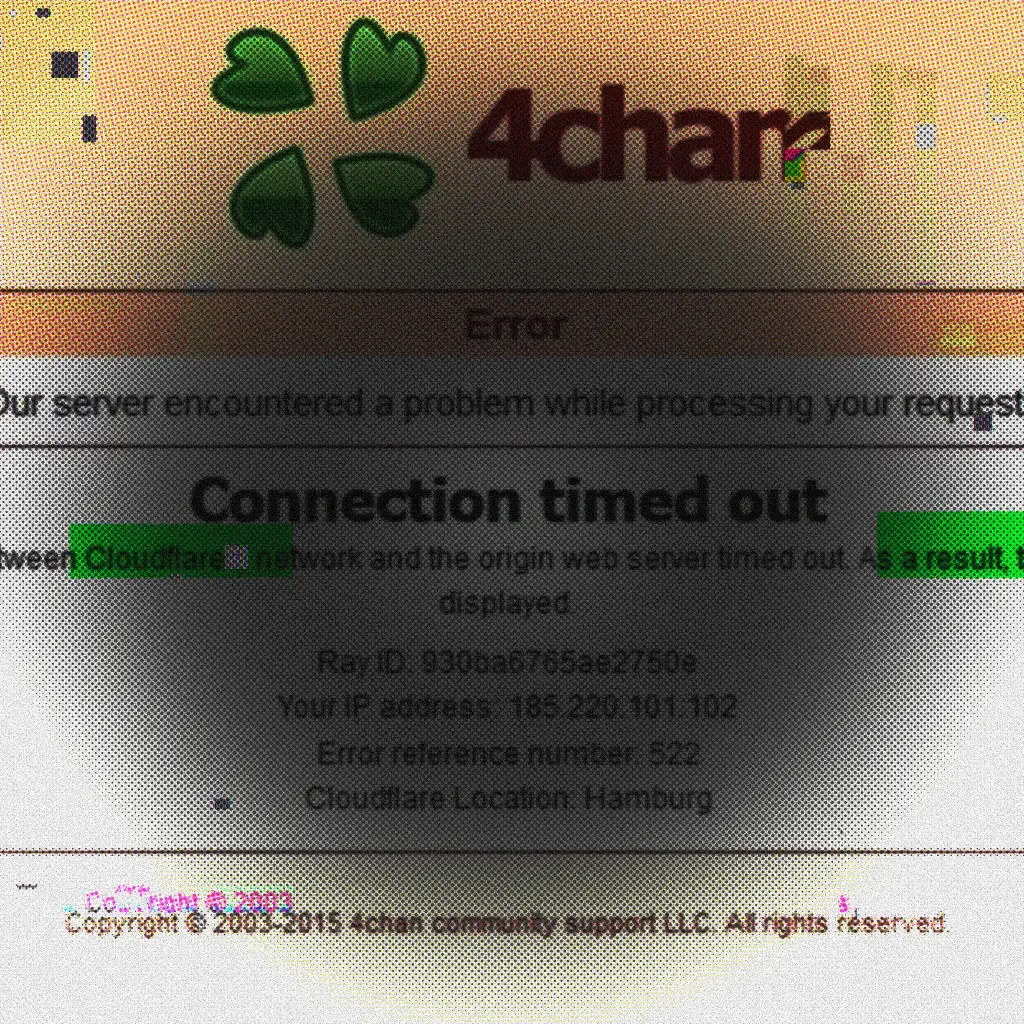 4chan
Error
Our server encountered a problem while processing your request
Connection timed out
tween Cloudflare network and the origin web server timed out. As a result, t
displayed.
Ray ID: 930ba6765ae2750e
Your IP address: 185.220.101.102
Error reference number: 522
Cloudflare Location: Hamburg
Copyright © 2003-2015 4chan community support LLC. All rights reserved.